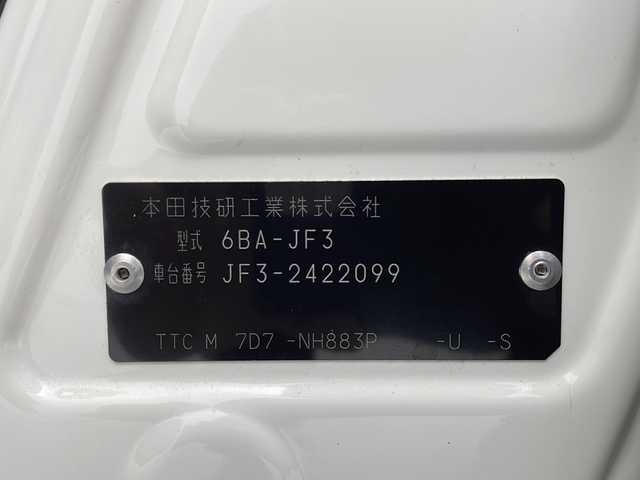 本田技研工業株式会社
型式 6BA-JF3
車台番号 JF3-2422099
TTC M 7D7 -NH883P -U -S